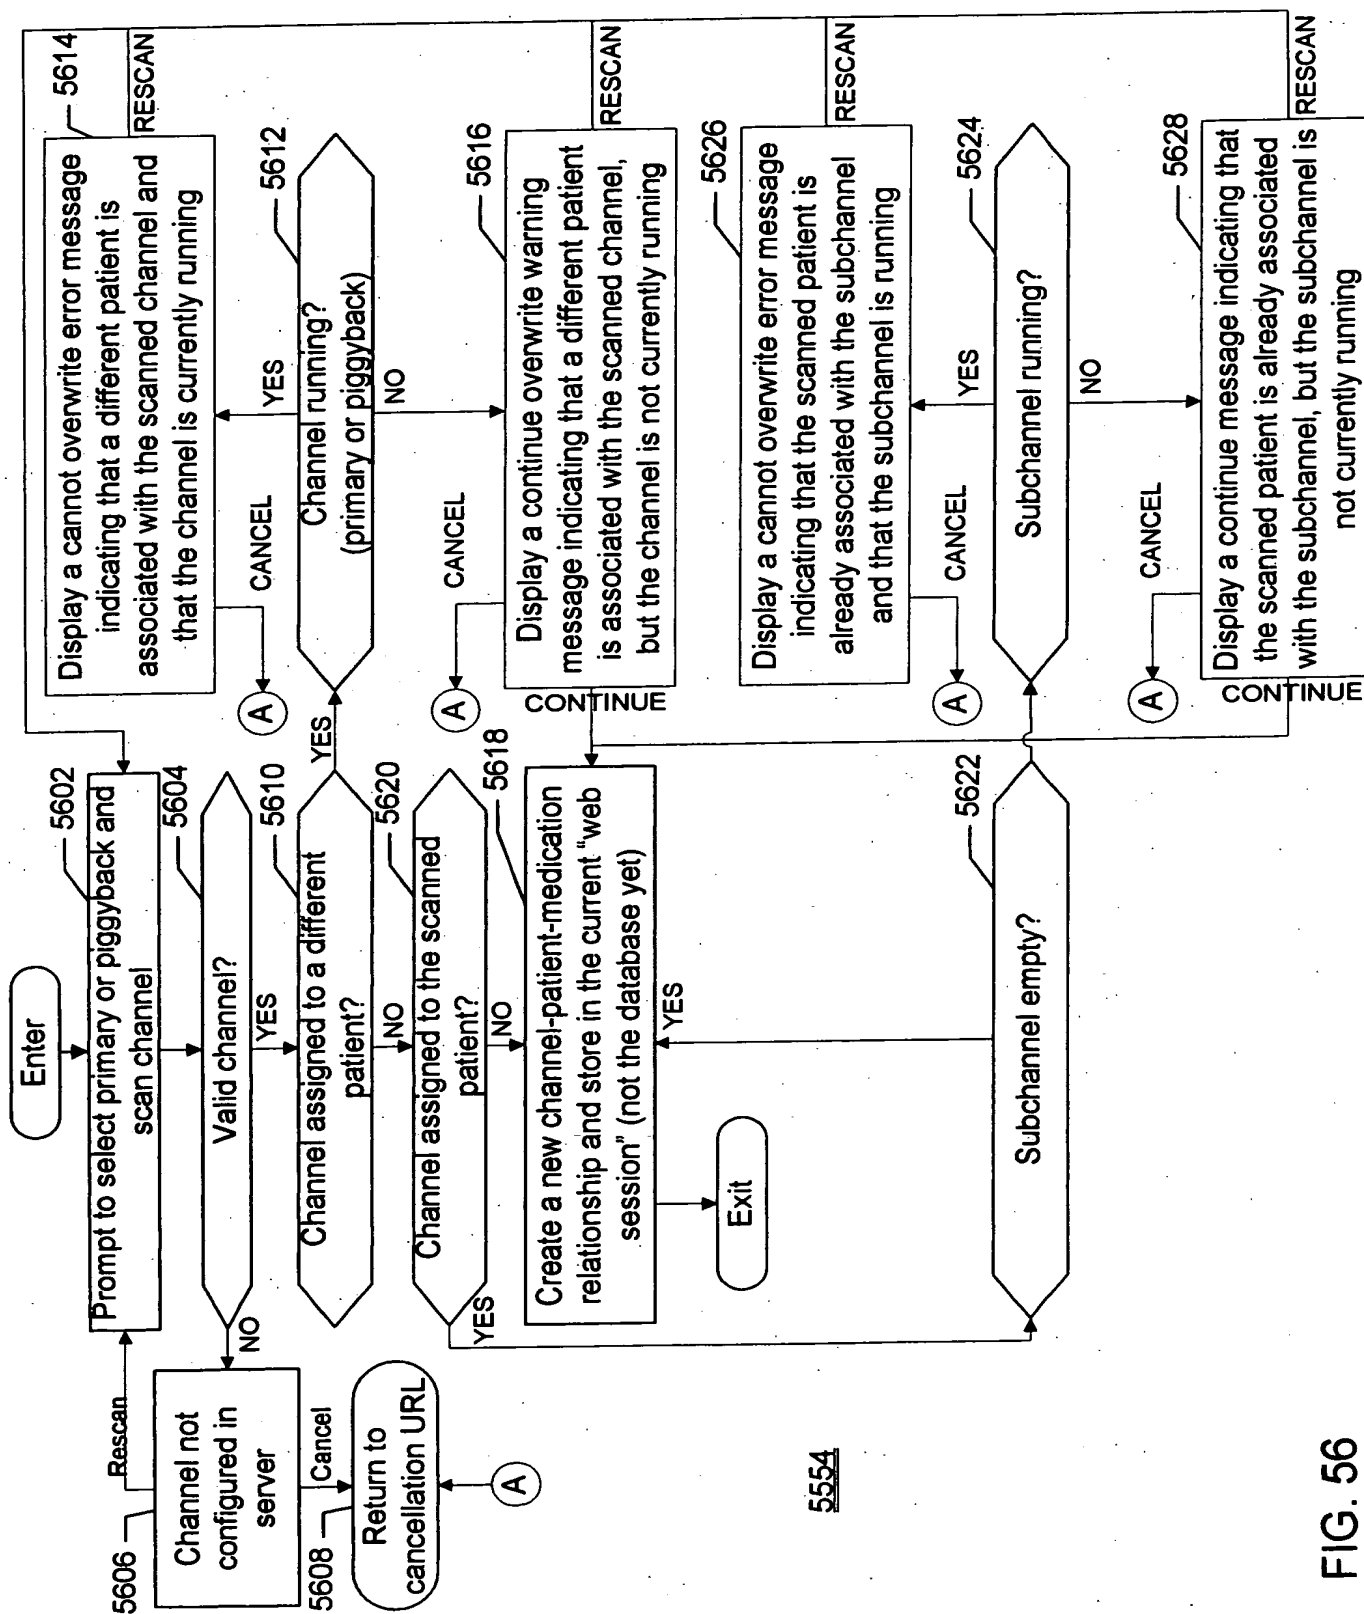 Enter
5602
Prompt to select primary or piggyback and
scan channel
5604
Valid channel?
NO
YES
5606
Channel not
configured in
server
Rescan
Cancel
5608
Return to
cancellation URL
A
5610
Channel assigned to a different
patient?
YES
NO
5612
Channel running?
(primary or piggyback)
YES
NO
5614
Display a cannot overwrite error message
indicating that a different patient is
associated with the scanned channel and
that the channel is currently running
RESCAN
CANCEL
A
5616
Display a continue overwrite warning
message indicating that a different patient
is associated with the scanned channel,
but the channel is not currently running
RESCAN
CANCEL
A
CONTINUE
5620
Channel assigned to the scanned
patient?
YES
NO
5618
Create a new channel-patient-medication
relationship and store in the current "web
session" (not the database yet)
YES
Exit
5622
Subchannel empty?
5624
Subchannel running?
YES
NO
5626
Display a cannot overwrite error message
indicating that the scanned patient is
already associated with the subchannel
and that the subchannel is running
RESCAN
CANCEL
A
5628
Display a continue message indicating that
the scanned patient is already associated
with the subchannel, but the subchannel is
not currently running
RESCAN
CANCEL
A
CONTINUE
5554
FIG. 56